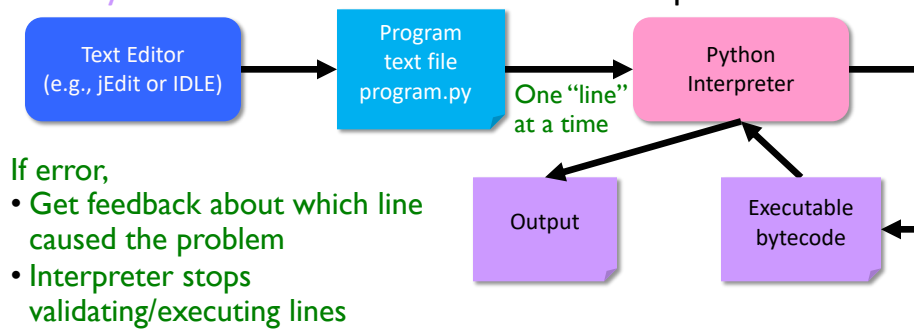 Text Editor
(e.g., jEdit or IDLE)
Program
text file
program.py
One “line”
at a time
Python
Interpreter
If error,
• Get feedback about which line
caused the problem
• Interpreter stops
validating/executing lines
Output
Executable
bytecode